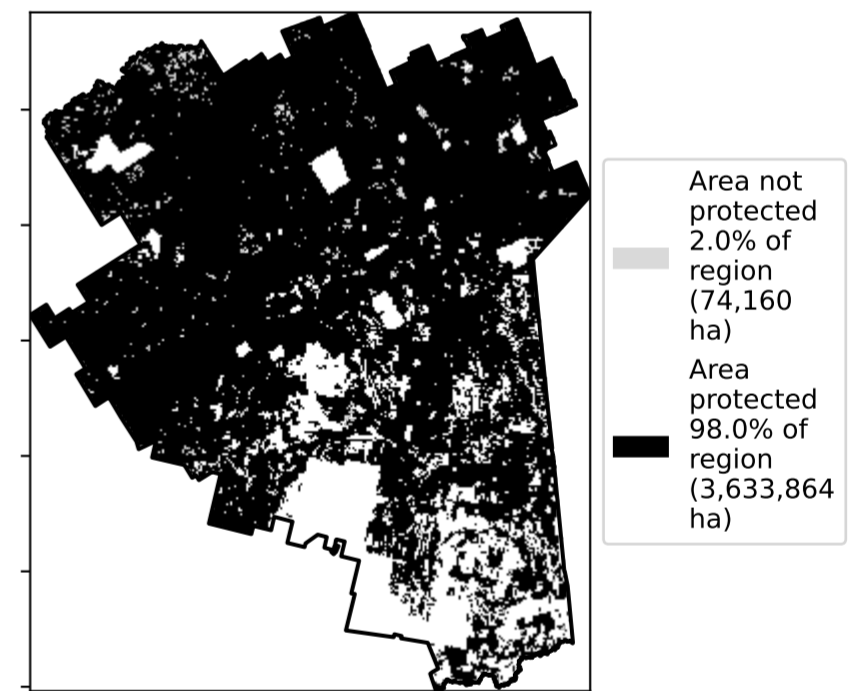 Area not
protected
2.0% of
region
(74,160
ha)
Area
protected
98.0% of
region
(3,633,864
ha)